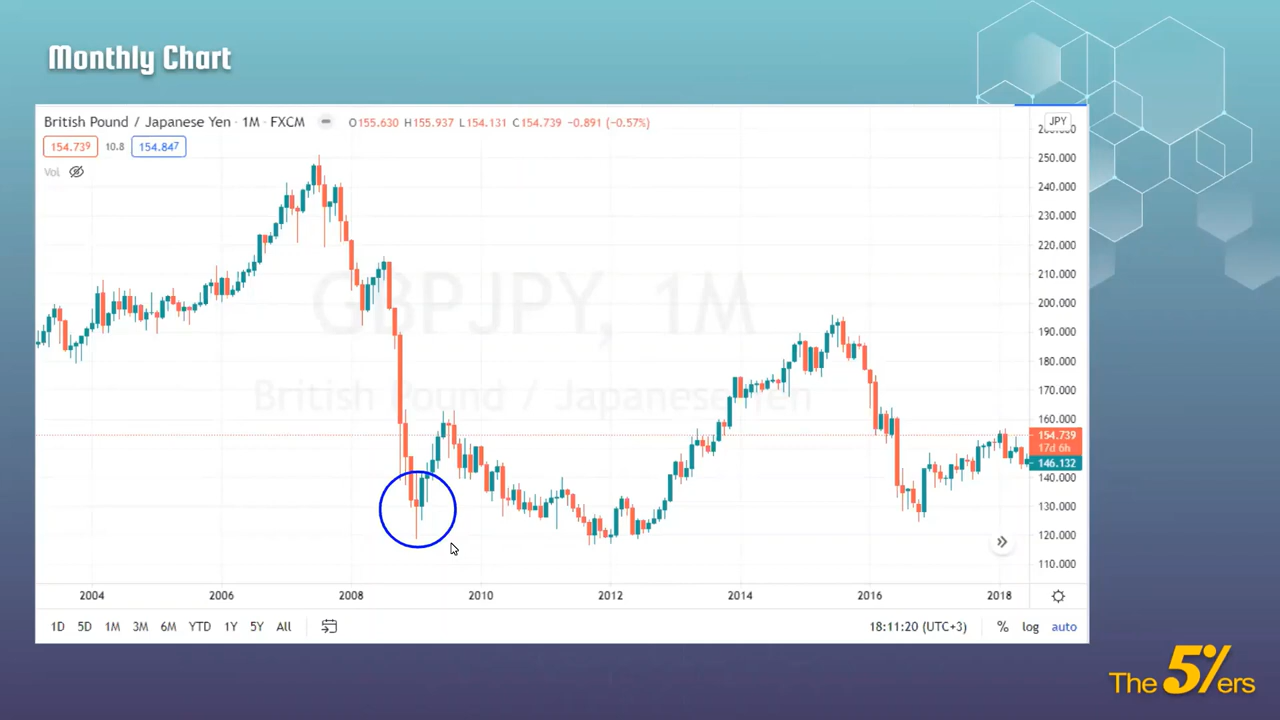 Monthly Chart
British Pound / Japanese Yen · 1M · FXCM O155.630 H155.937 L154.131 C154.739 −0.891 (−0.57%)
154.739 10.8 154.847
Vol
JPY
260.000
250.000
240.000
230.000
220.000
210.000
200.000
190.000
180.000
170.000
160.000
154.739
17d 6h
146.132
140.000
130.000
120.000
110.000
GBPJPY, 1M
British Pound / Japanese Yen
2004 2006 2008 2010 2012 2014 2016 2018
1D 5D 1M 3M 6M YTD 1Y 5Y All 18:11:20 (UTC+3) % log auto
The 5%ers